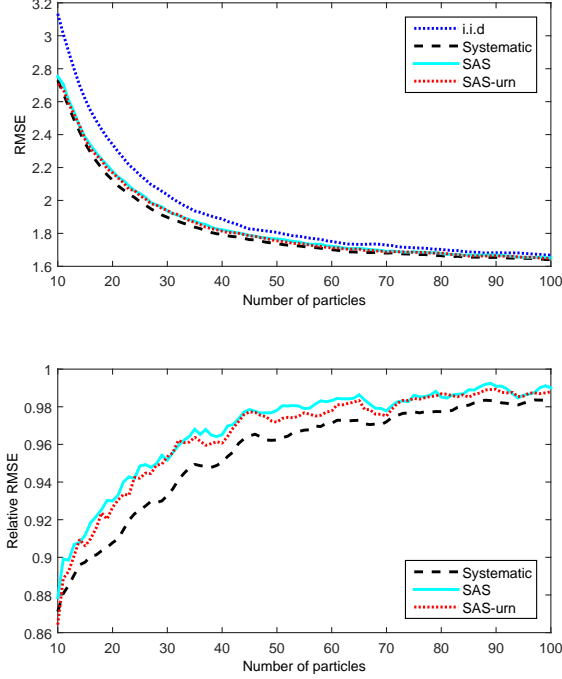 3.2
3
2.8
2.6
2.4
2.2
2
1.8
1.6
RMSE
i.i.d
Systematic
SAS
SAS-urn
10 20 30 40 50 60 70 80 90 100
Number of particles
1
0.98
0.96
0.94
0.92
0.9
0.88
0.86
Relative RMSE
Systematic
SAS
SAS-urn
10 20 30 40 50 60 70 80 90 100
Number of particles